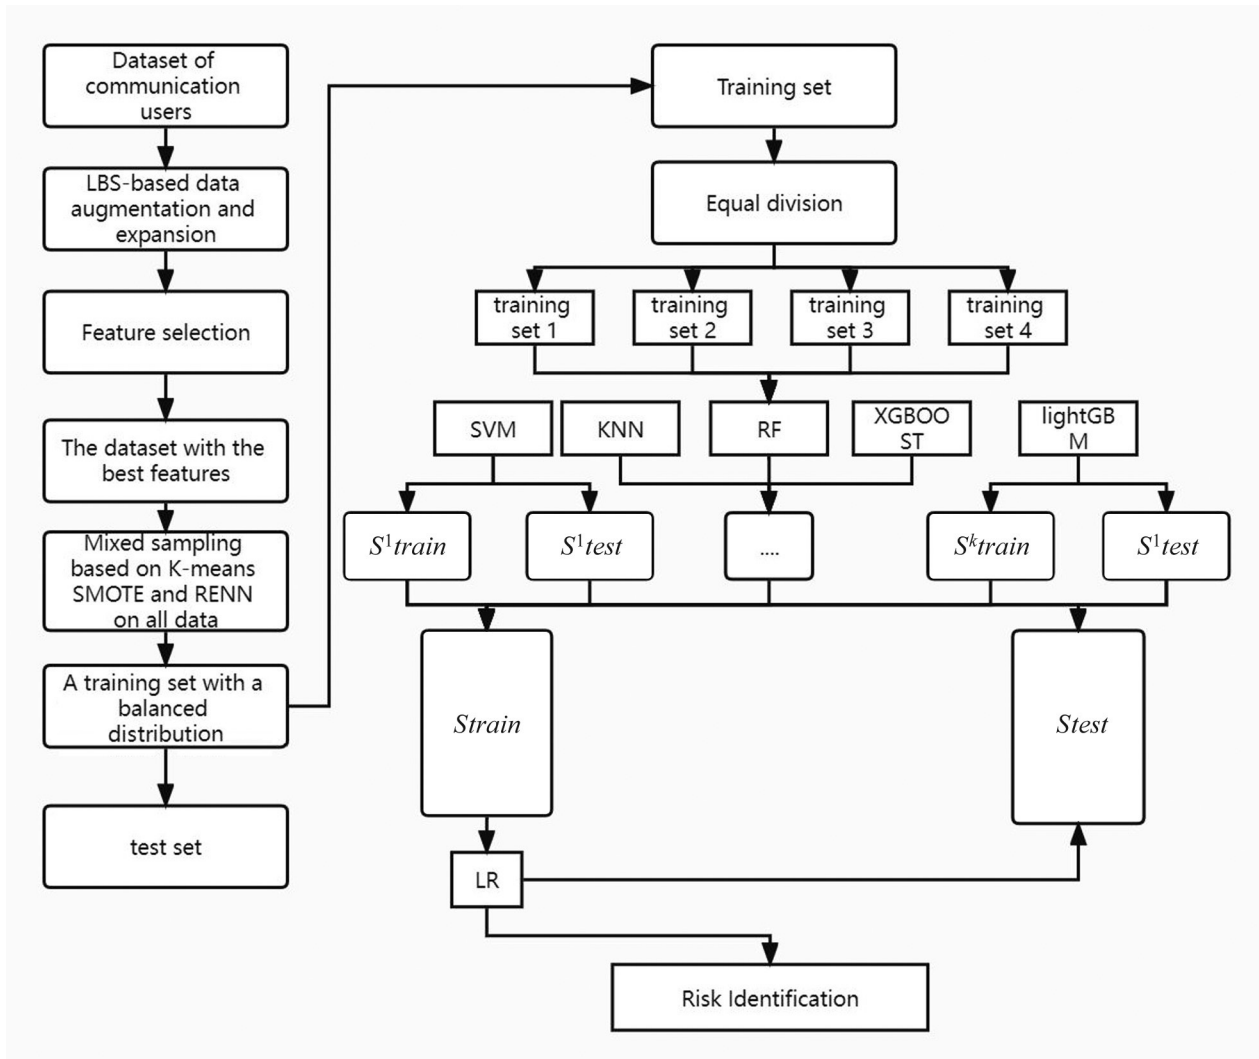 Dataset of
communication
users
LBS-based data
augmentation and
expansion
Feature selection
The dataset with the
best features
Mixed sampling
based on K-means
SMOTE and RENN
on all data
A training set with a
balanced
distribution
test set
Training set
Equal division
training
set 1
training
set 2
training
set 3
training
set 4
SVM
KNN
RF
XGBOO
ST
lightGB
M
S¹train
S¹test
....
Sᵏtrain
S¹test
Strain
Stest
LR
Risk Identification